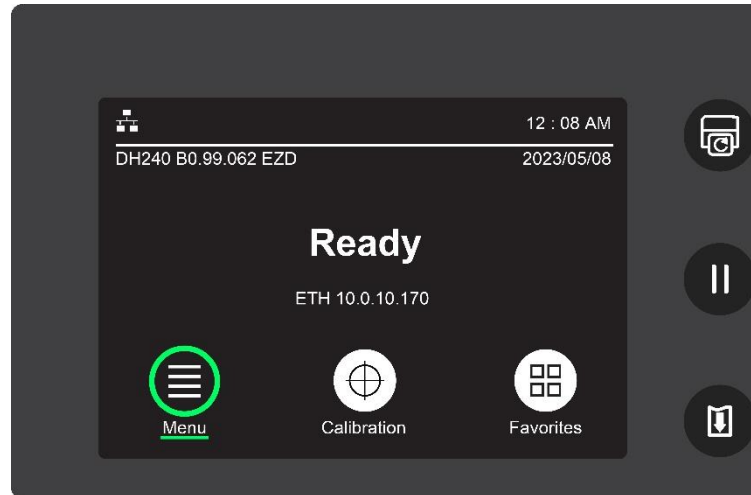 12 : 08 AM
DH240 B0.99.062 EZD 2023/05/08
Ready
ETH 10.0.10.170
Menu Calibration Favorites